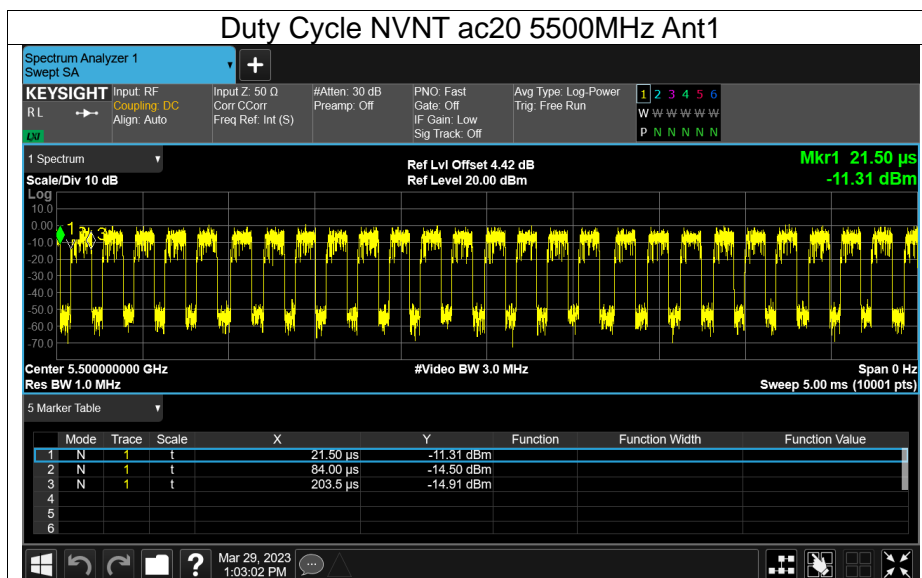 Duty Cycle NVNT ac20 5500MHz Ant1
Spectrum Analyzer 1
Swept SA
KEYSIGHT Input: RF Input Z: 50 Ω #Atten: 30 dB PNO: Fast Avg Type: Log-Power 1 2 3 4 5 6
R L Coupling: DC Corr CCorr Preamp: Off Gate: Off Trig: Free Run W W W W W W
Align: Auto Freq Ref: Int (S) IF Gain: Low
LXI Sig Track: Off P N N N N N
1 Spectrum Ref Lvl Offset 4.42 dB Mkr1 21.50 µs
Scale/Div 10 dB Ref Level 20.00 dBm -11.31 dBm
Log
10.0
0.00
-10.0
-20.0
-30.0
-40.0
-50.0
-60.0
-70.0
1 2 3
Center 5.500000000 GHz #Video BW 3.0 MHz Span 0 Hz
Res BW 1.0 MHz Sweep 5.00 ms (10001 pts)
5 Marker Table
Mode Trace Scale X Y Function Function Width Function Value
1 N 1 t 21.50 µs -11.31 dBm
2 N 1 t 84.00 µs -14.50 dBm
3 N 1 t 203.5 µs -14.91 dBm
4
5
6
? Mar 29, 2023
1:03:02 PM